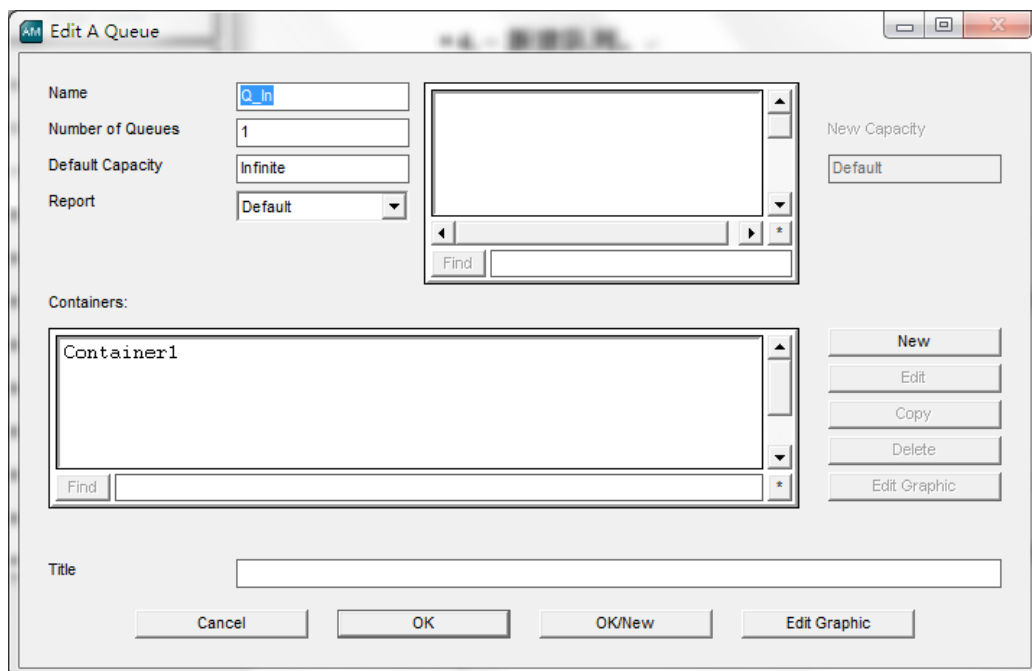 AM Edit A Queue
Name Q_In
Number of Queues 1
New Capacity
Default Capacity Infinite
Default
Report Default
*
Find
Containers:
Container1
New
Edit
Copy
Delete
Find * Edit Graphic
Title
Cancel OK OK/New Edit Graphic